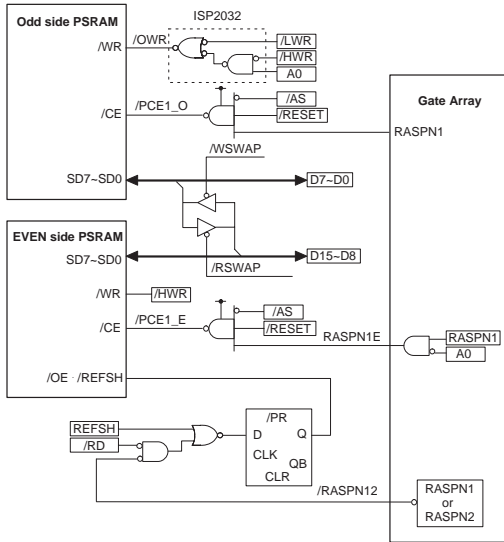 ISP2032
Odd side PSRAM
/WR
/OWR
/LWR
/HWR
A0
/CE
/PCE1_O
/AS
/RESET
Gate Array
RASPN1
/WSWAP
SD7~SD0
D7~D0
EVEN side PSRAM
SD7~SD0
D15~D8
/RSWAP
/WR
/HWR
/CE
/PCE1_E
/AS
/RESET
RASPN1E
RASPN1
A0
/OE · /REFSH
REFSH
/RD
/PR
D
Q
CLK
QB
CLR
/RASPN12
RASPN1
or
RASPN2